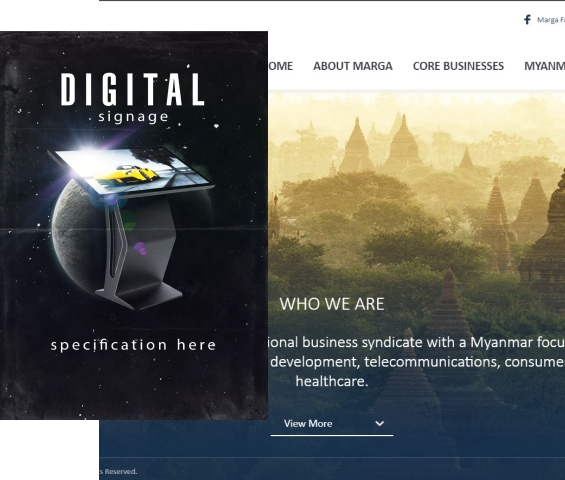 DIGITAL
signage
specification here
Marga
OME ABOUT MARGA CORE BUSINESSES MYANM
WHO WE ARE
ional business syndicate with a Myanmar focu
development, telecommunications, consume
healthcare.
View More
s Reserved.